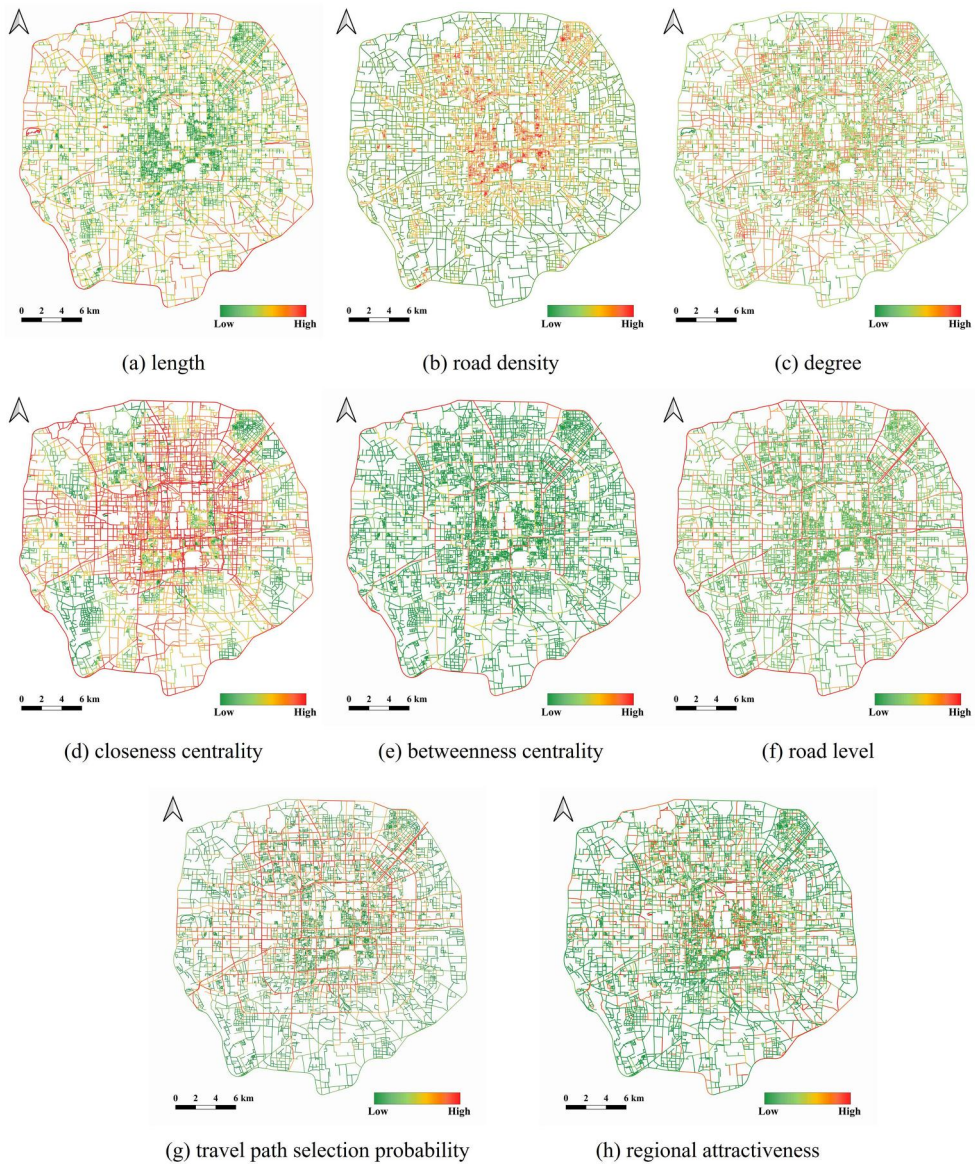 0 2 4 6 km
Low High
0 2 4 6 km
Low High
0 2 4 6 km
Low High
(a) length
(b) road density
(c) degree
0 2 4 6 km
Low High
0 2 4 6 km
Low High
0 2 4 6 km
Low High
(d) closeness centrality
(e) betweenness centrality
(f) road level
0 2 4 6 km
Low High
0 2 4 6 km
Low High
(g) travel path selection probability
(h) regional attractiveness